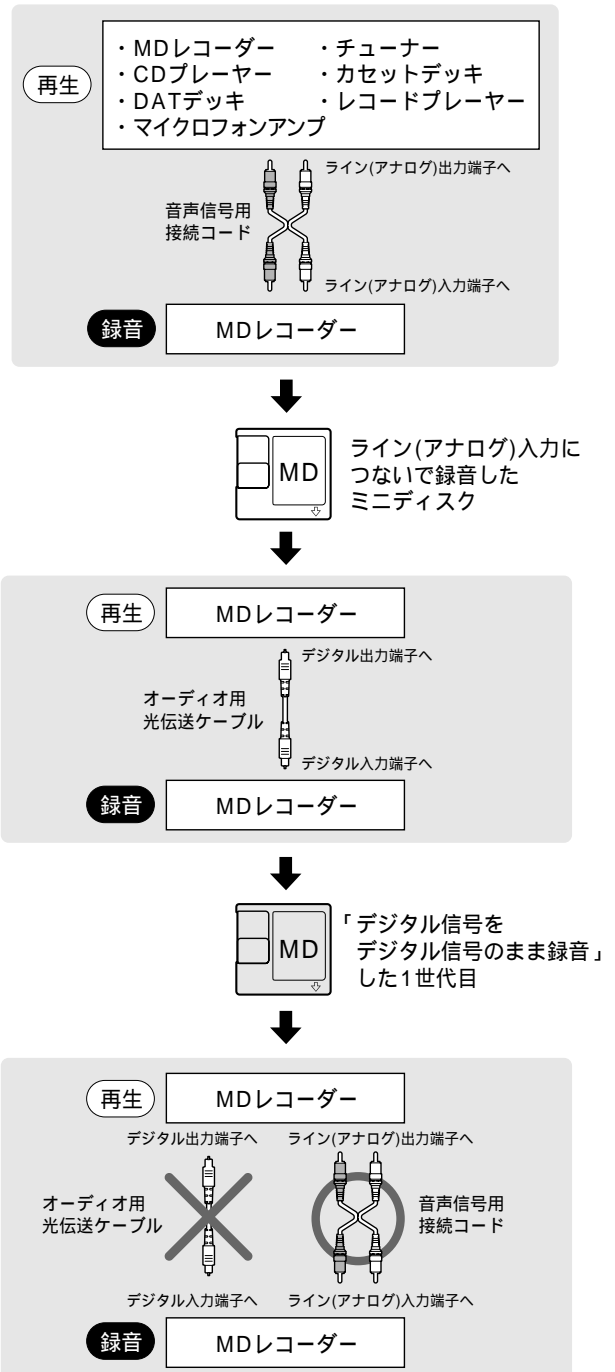 再生
・MDレコーダー ・チューナー
・CDプレーヤー ・カセットデッキ
・DATデッキ ・レコードプレーヤー
・マイクロフォンアンプ
ライン(アナログ)出力端子へ
音声信号用
接続コード
ライン(アナログ)入力端子へ
録音 MDレコーダー
MD
ライン(アナログ)入力に
つないで録音した
ミニディスク
再生 MDレコーダー
デジタル出力端子へ
オーディオ用
光伝送ケーブル
デジタル入力端子へ
録音 MDレコーダー
MD
「デジタル信号を
デジタル信号のまま録音」
した1世代目
再生 MDレコーダー
デジタル出力端子へ ライン(アナログ)出力端子へ
オーディオ用
光伝送ケーブル
音声信号用
接続コード
デジタル入力端子へ ライン(アナログ)入力端子へ
録音 MDレコーダー